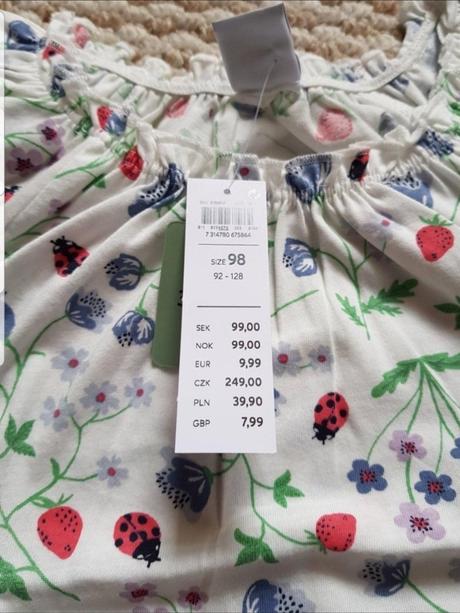 7 314780 675864
SIZE 98
92 - 128
SEK 99,00
NOK 99,00
EUR 9,99
CZK 249,00
PLN 39,90
GBP 7,99